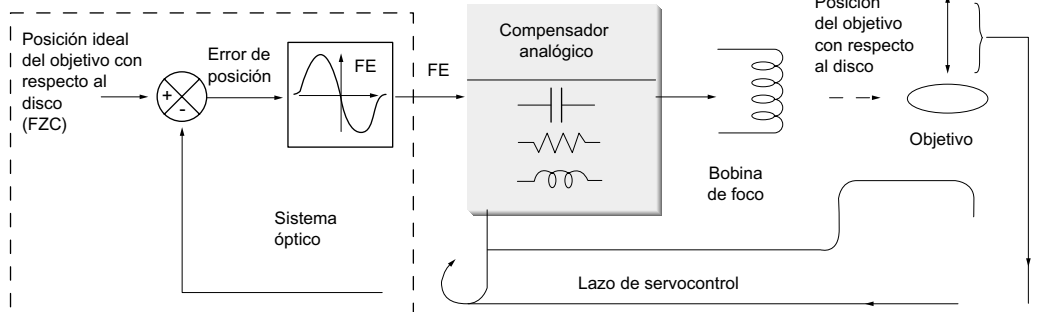 Posición ideal
del objetivo con
respecto al
disco
(FZC)
+
-
Error de
posición
FE
FE
Compensador
analógico
Bobina
de foco
Posición
del objetivo
con respecto
al disco
Objetivo
Sistema
óptico
Lazo de servocontrol